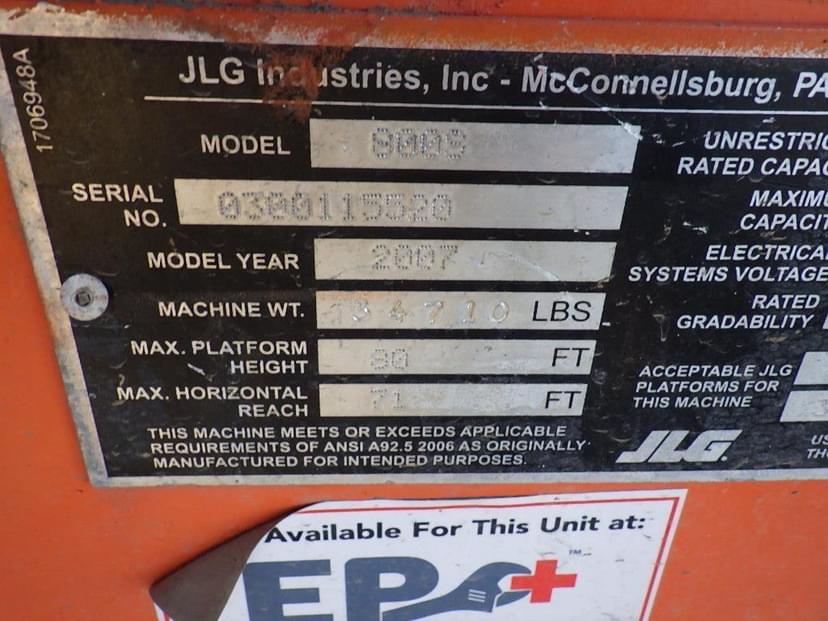 1706948A
JLG Industries, Inc - McConnellsburg, PA
MODEL 800S
SERIAL NO. 0300115520
MODEL YEAR 2007
MACHINE WT. 34710 LBS
MAX. PLATFORM HEIGHT 80 FT
MAX. HORIZONTAL REACH 71 FT
THIS MACHINE MEETS OR EXCEEDS APPLICABLE
REQUIREMENTS OF ANSI A92.5 2006 AS ORIGINALLY
MANUFACTURED FOR INTENDED PURPOSES.
UNRESTRIC
RATED CAPAC
MAXIMU
CAPACIT
ELECTRICAL
SYSTEMS VOLTAGE
RATED
GRADABILITY
ACCEPTABLE JLG
PLATFORMS FOR
THIS MACHINE
JLG
US
THO
Available For This Unit at:
EP